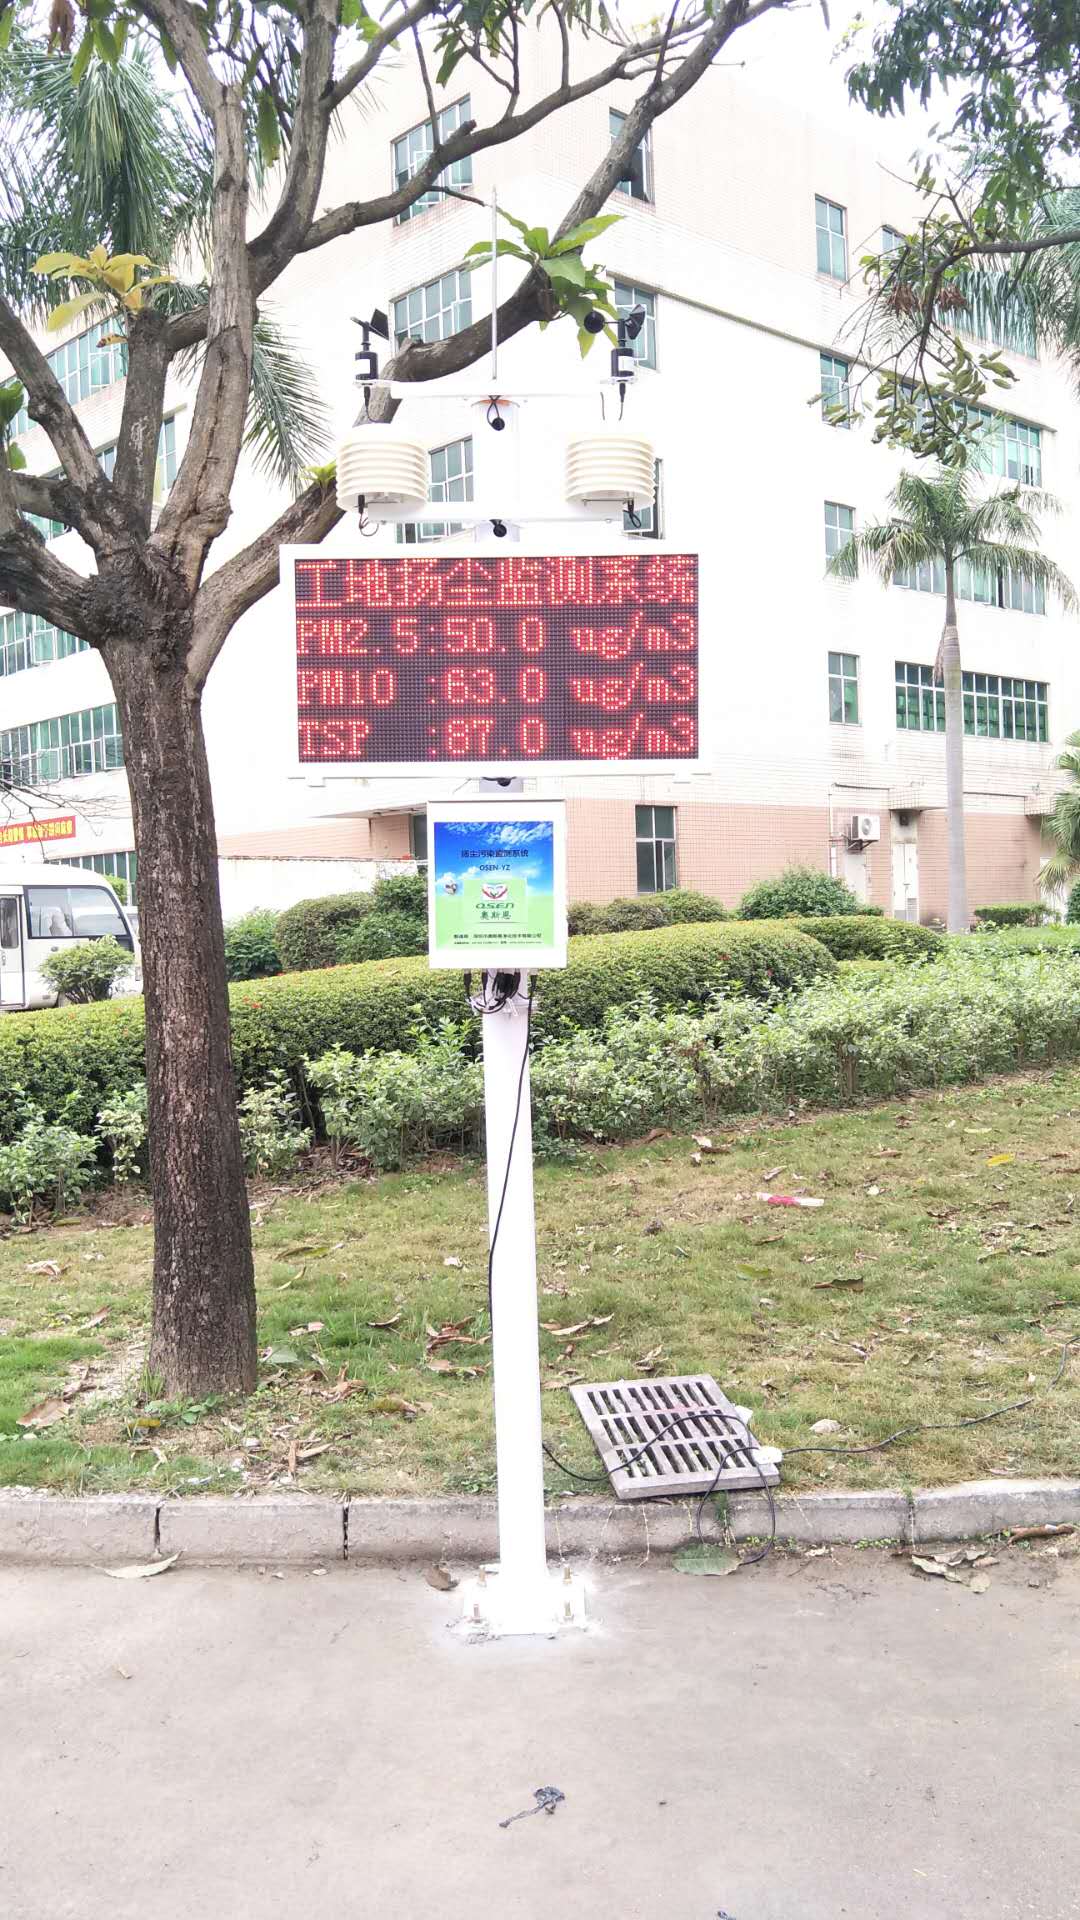 工地扬尘监测系统
PM2.5:50.0 ug/m3
PM10 :63.0 ug/m3
TSP :87.0 ug/m3
扬尘污染监测系统
OSEN-YZ
OSEN
奥斯恩